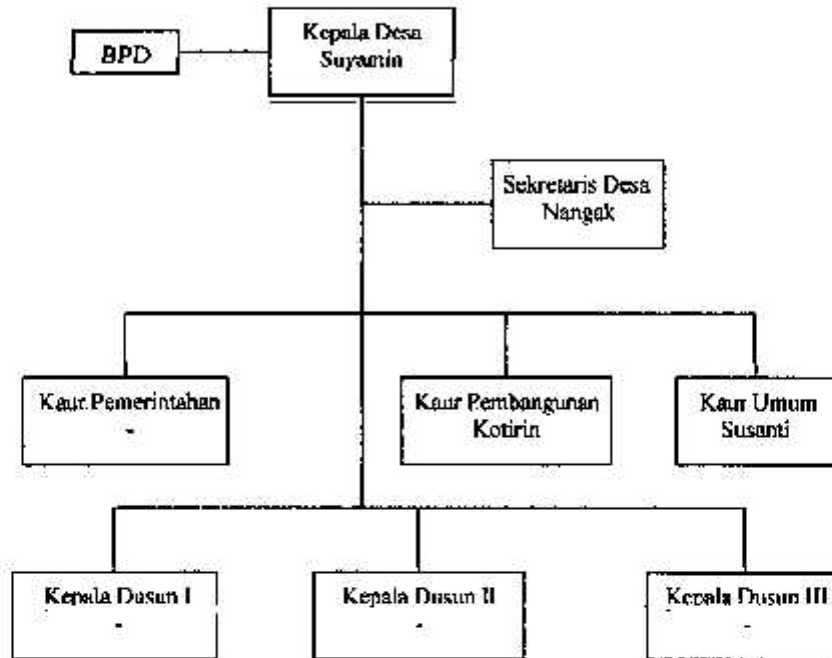 Kepala Desa
Suyamin
BPD
Sekretaris Desa
Nangak
Kaur Pemerintahan
-
Kaur Pembangunan
Kotirin
Kaur Umum
Susanti
Kepala Dusun I
-
Kepala Dusun II
-
Kepala Dusun III
-